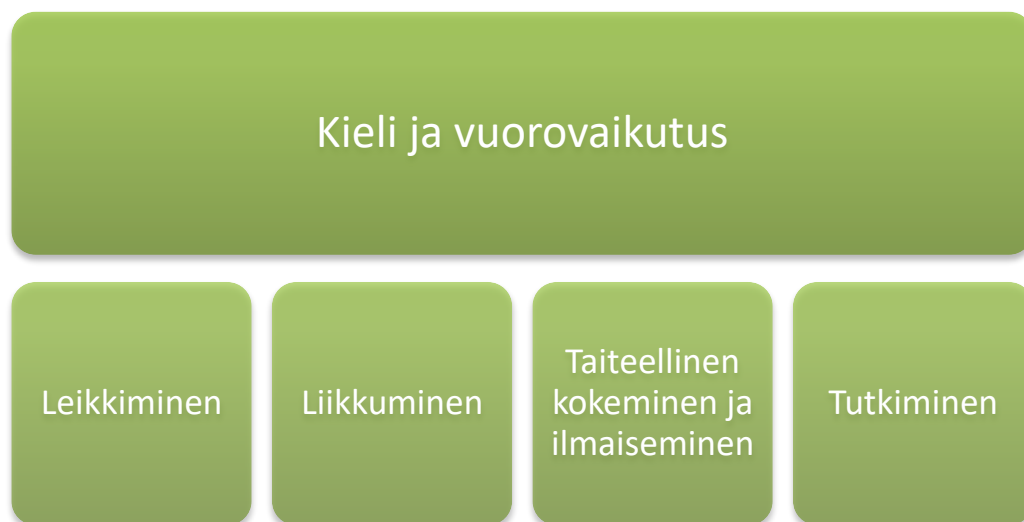 Kieli ja vuorovaikutus
Leikkiminen
Liikkuminen
Taiteellinen
kokeminen ja
ilmaiseminen
Tutkiminen